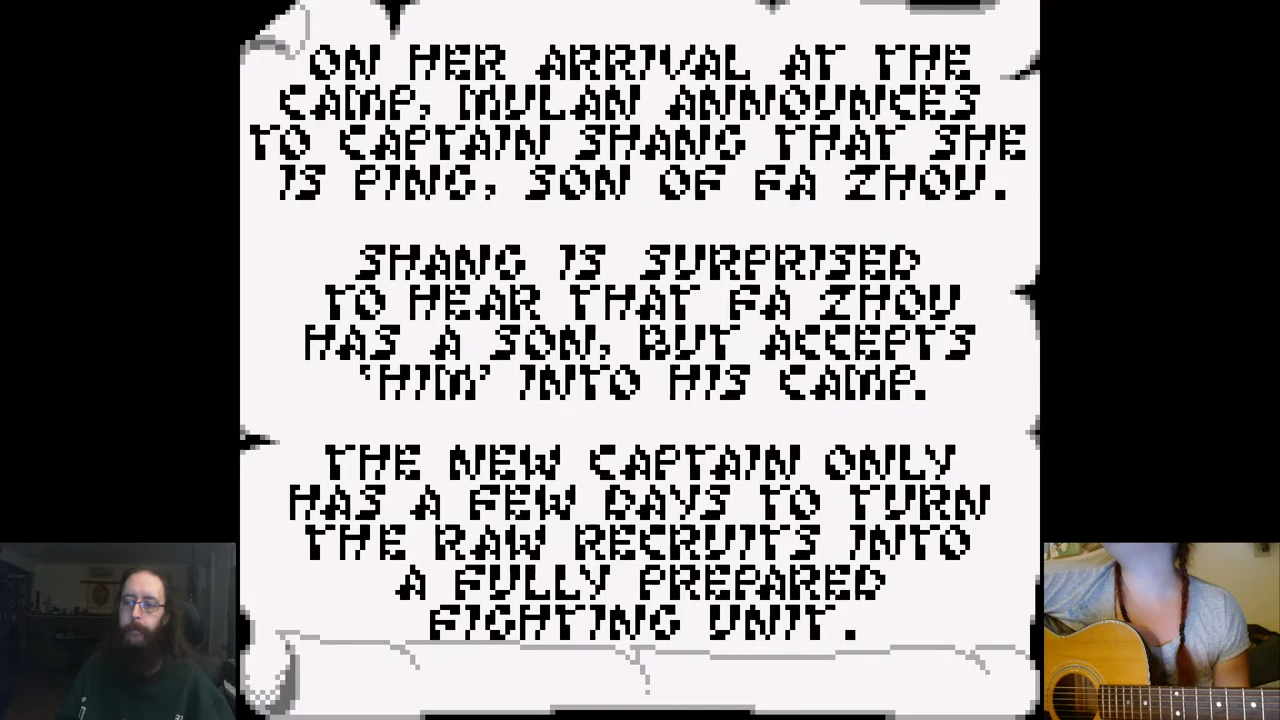 ON HER ARRIVAL AT THE
CAMP, MULAN ANNOUNCES
TO CAPTAIN SHANG THAT SHE
IS PING, SON OF FA ZHOU.
SHANG IS SURPRISED
TO HEAR THAT FA ZHOU
HAS A SON, BUT ACCEPTS
'HIM' INTO HIS CAMP.
THE NEW CAPTAIN ONLY
HAS A FEW DAYS TO TURN
THE RAW RECRUITS INTO
A FULLY PREPARED
FIGHTING UNIT.